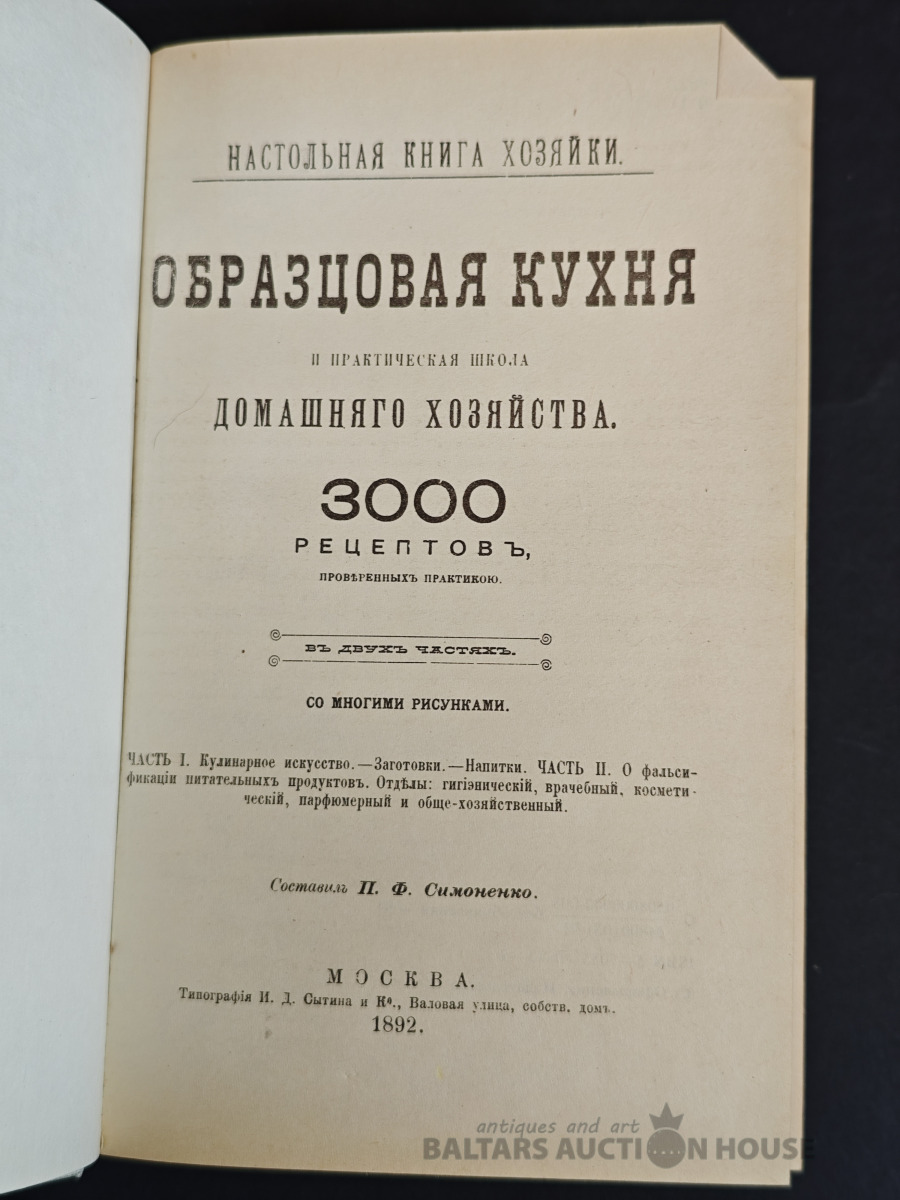 НАСТОЛЬНАЯ КНИГА ХОЗЯЙКИ.
ОБРАЗЦОВАЯ КУХНЯ
И ПРАКТИЧЕСКАЯ ШКОЛА
ДОМАШНЯГО ХОЗЯЙСТВА.
3000
РЕЦЕПТОВЪ,
ПРОВѢРЕННЫХЪ ПРАКТИКОЮ.
ВЪ ДВУХЪ ЧАСТЯХЪ.
СО МНОГИМИ РИСУНКАМИ.
ЧАСТЬ I. Кулинарное искусство.—Заготовки.—Напитки. ЧАСТЬ II. О фальси-
фикаціи питательныхъ продуктовъ. Отдѣлы: гигіэническій, врачебный, космети-
ческій, парфюмерный и обще-хозяйственный.
Составилъ П. Ф. Симоненко.
МОСКВА.
Типографія И. Д. Сытина и Кº., Валовая улица, собств. домъ.
1892.
antiques and art
BALTARS AUCTION HOUSE